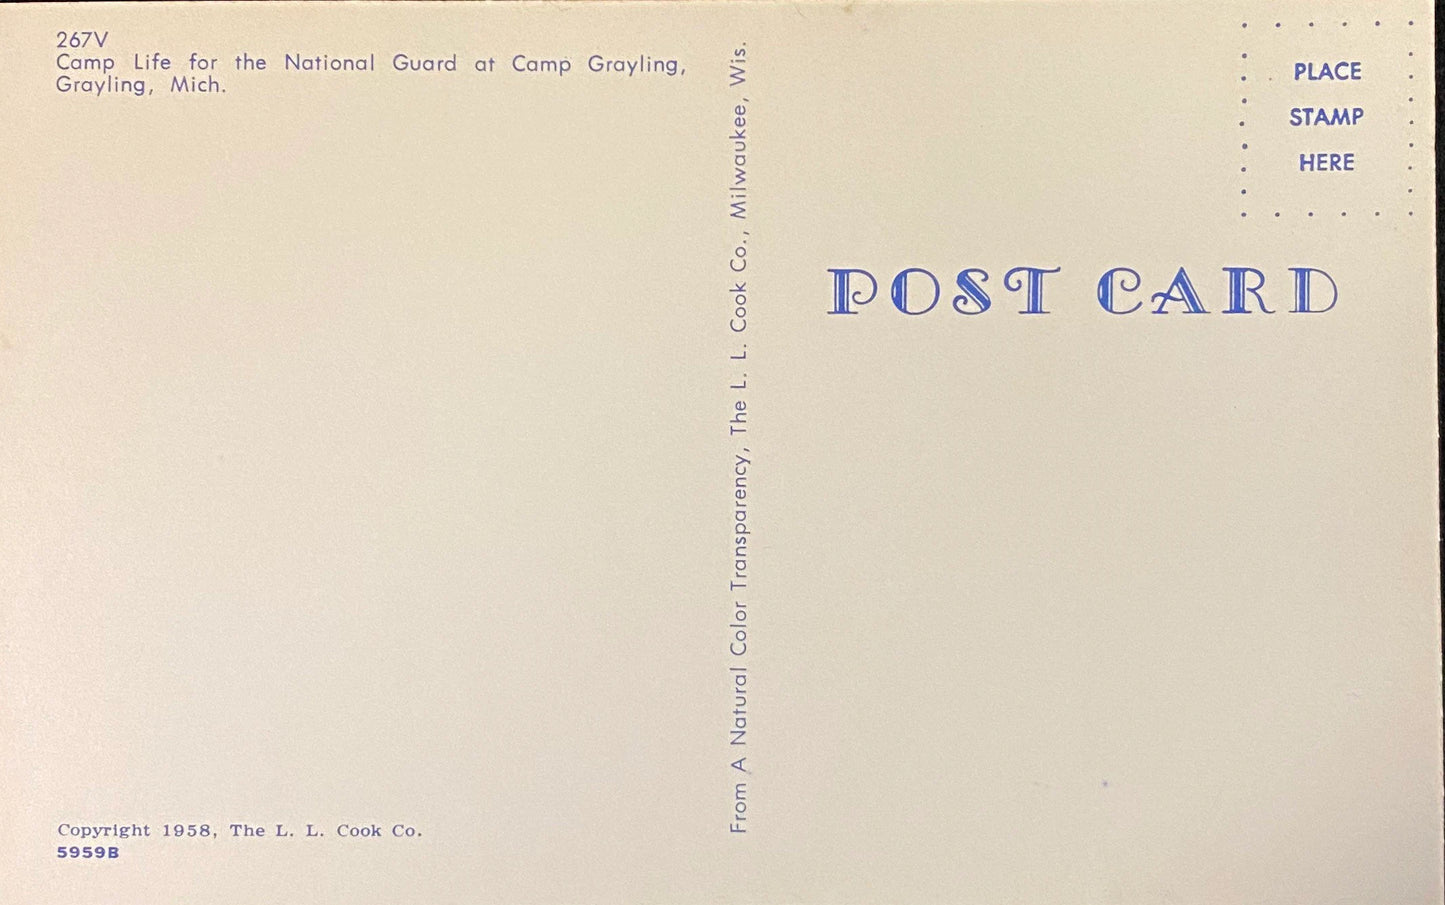 267V
Camp Life for the National Guard at Camp Grayling,
Grayling, Mich.
Copyright 1958, The L. L. Cook Co.
5959B
From A Natural Color Transparency, The L. L. Cook Co., Milwaukee, Wis.
PLACE
STAMP
HERE
POST CARD